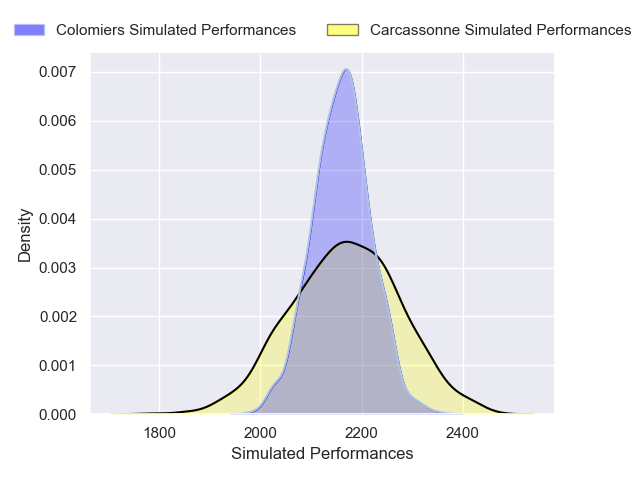 Colomiers Simulated Performances
Carcassonne Simulated Performances
0.007
0.006
0.005
0.004
0.003
0.002
0.001
0.000
Density
1800 2000 2200 2400
Simulated Performances